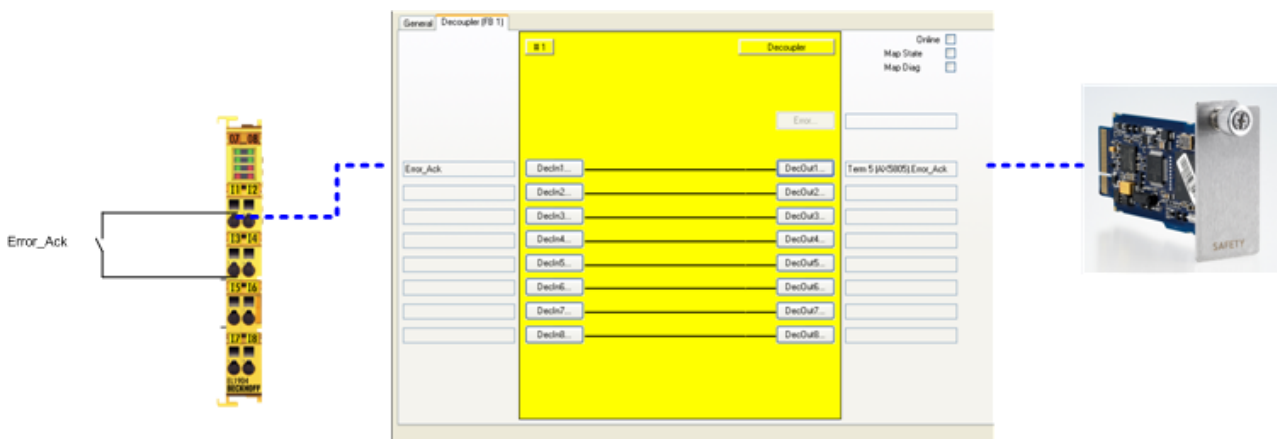 General Decoupler (FB 1)
# 1
Decoupler
Online
Map State
Map Diag
Error...
Error_Ack
DecIn1...
DecOut1...
Term 5 (AX5805).Error_Ack
DecIn2...
DecOut2...
DecIn3...
DecOut3...
DecIn4...
DecOut4...
DecIn5...
DecOut5...
DecIn6...
DecOut6...
DecIn7...
DecOut7...
DecIn8...
DecOut8...
Error_Ack
07 08
I1 I2
I3 I4
I5 I6
I7 I8
EL1904
BECKHOFF
SAFETY